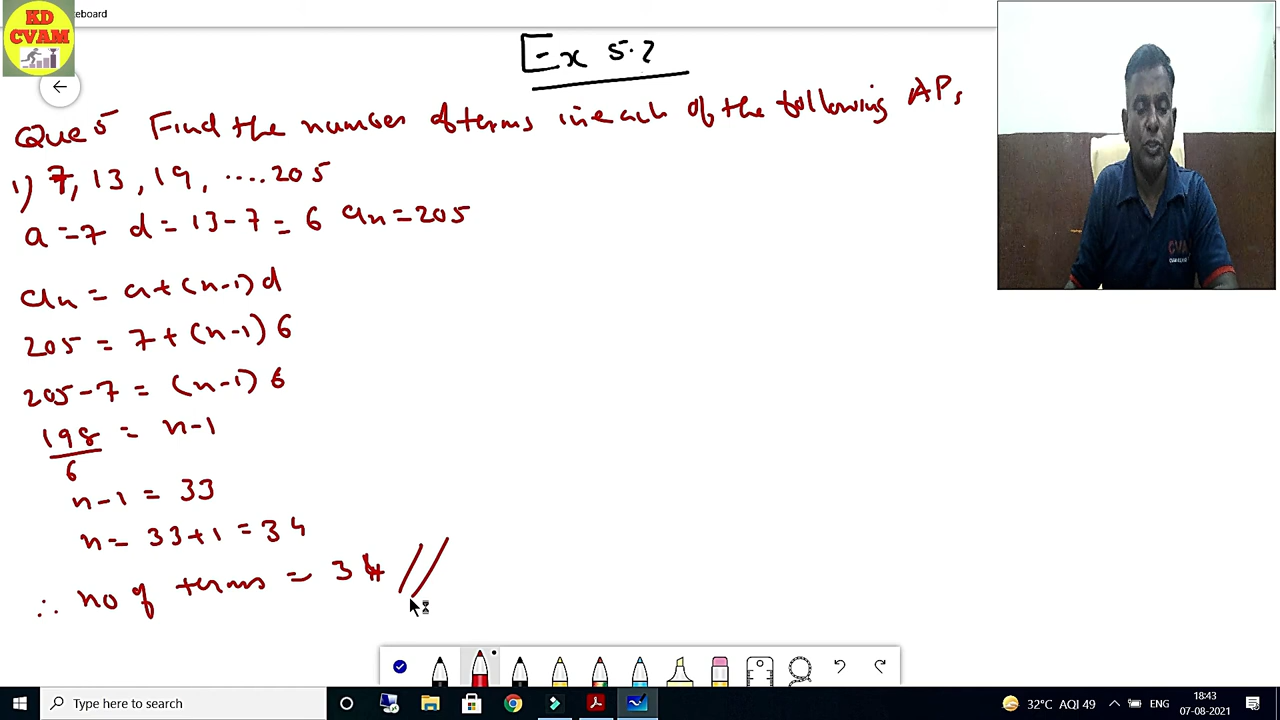 KD
CVAM
eboard
Ex 5.2
Que 5 Find the number of terms in each of the following APs
1) 7, 13, 19, ....205
a = 7 d = 13 - 7 = 6 an = 205
an = a + (n-1) d
205 = 7 + (n-1) 6
205 - 7 = (n-1) 6
198/6 = n-1
n-1 = 33
n = 33 + 1 = 34
∴ no of terms = 34 //
CVAM
Type here to search
32°C AQI 49
ENG
18:43
07-08-2021